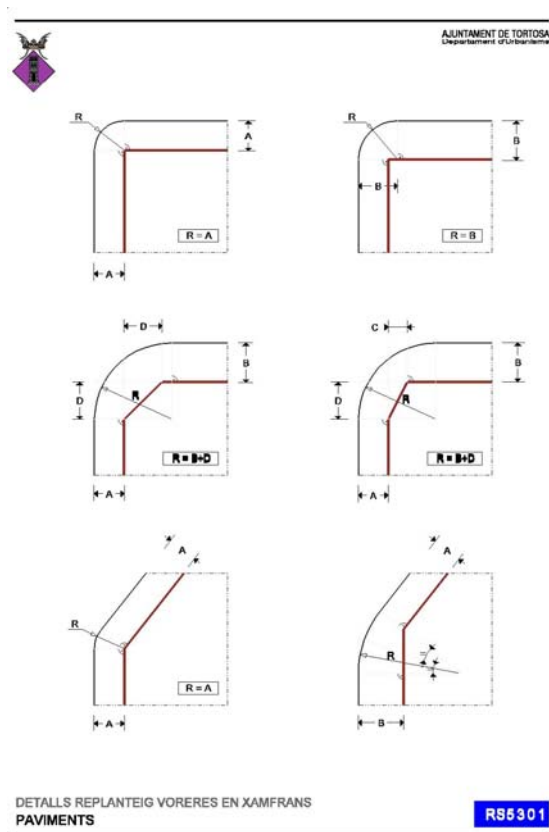 AJUNTAMENT DE TORTOSA
Departament d'Urbanisme
R
A
R = A
A
R
B
B
R = B
D
B
D
R
R = B+D
A
C
B
D
R
R = B+D
A
A
R
R = A
A
A
R
B
DETALLS REPLANTEIG VORERES EN XAMFRANS
PAVIMENTS
RS5301